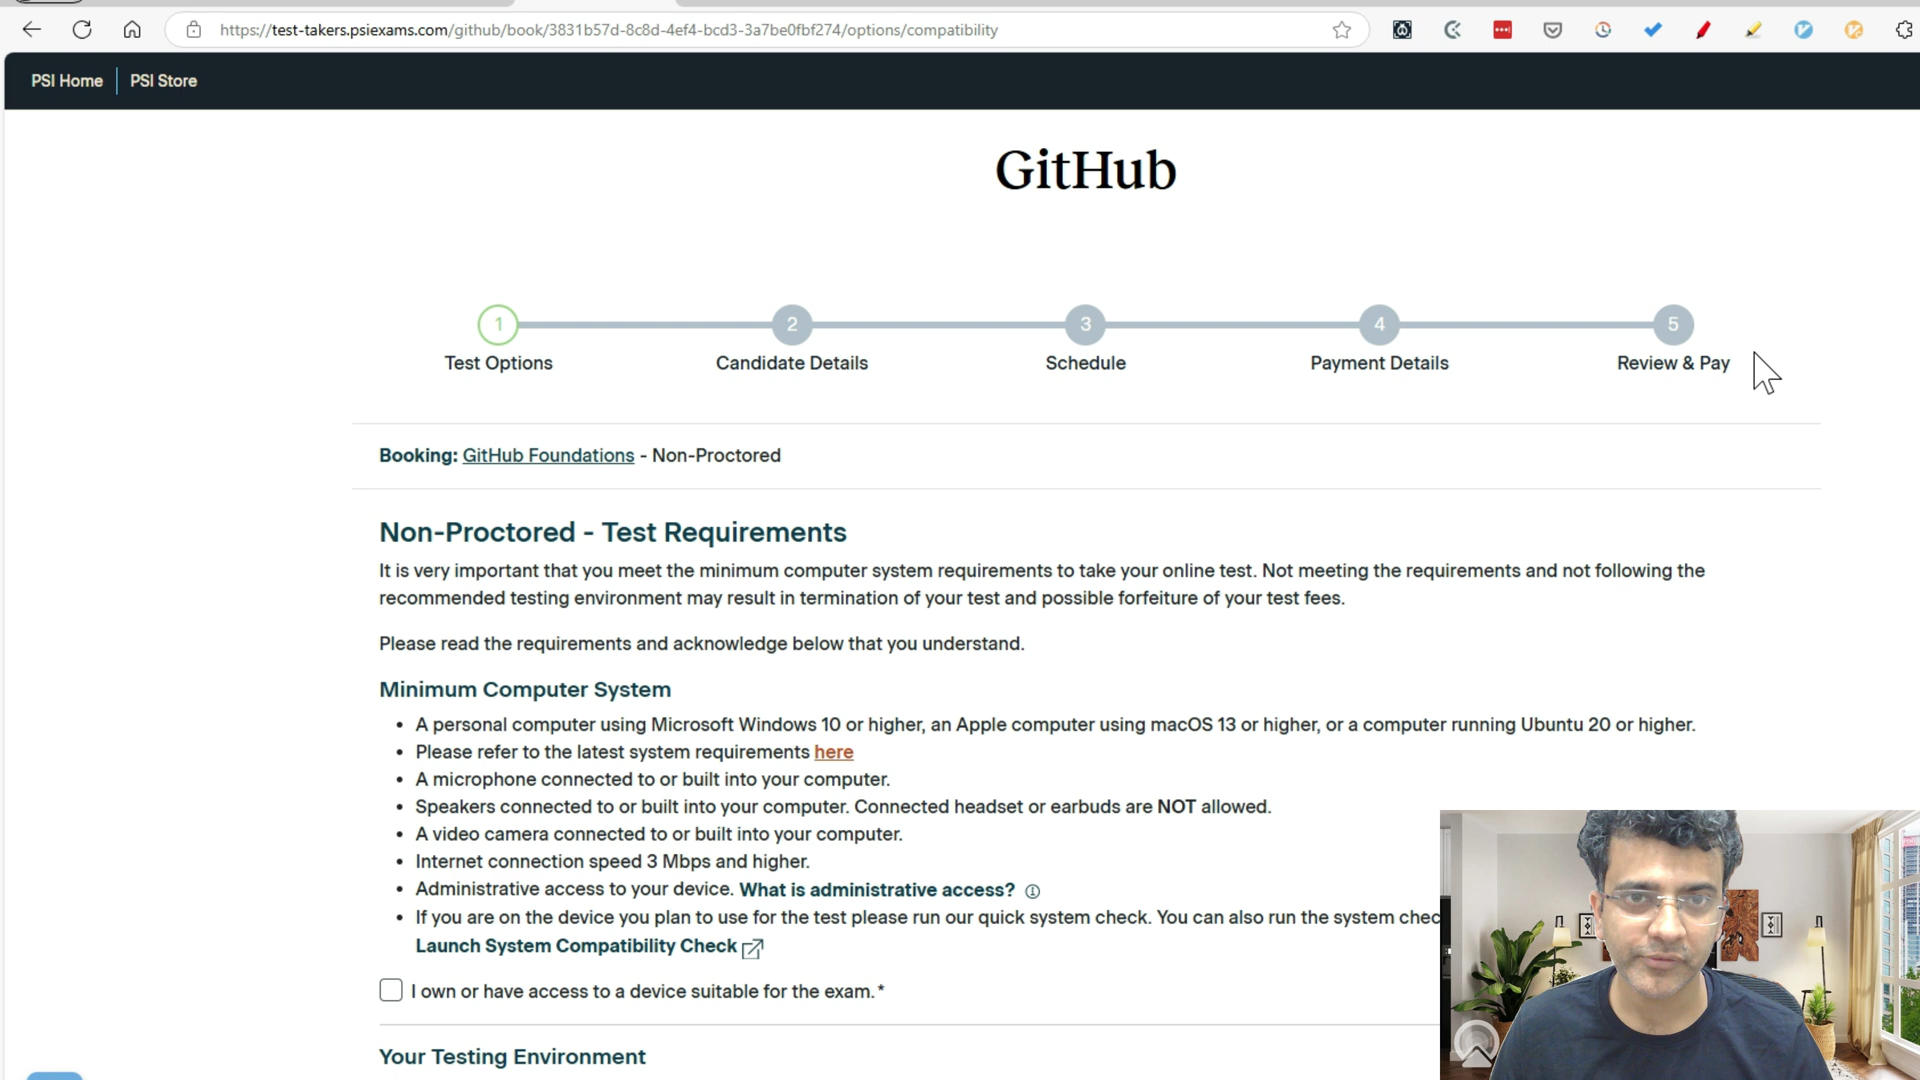 https://test-takers.psiexams.com/github/book/3831b57d-8c8d-4ef4-bcd3-3a7be0fbf274/options/compatibility
PSI Home
PSI Store
GitHub
1
2
3
4
5
Test Options
Candidate Details
Schedule
Payment Details
Review & Pay
Booking: GitHub Foundations - Non-Proctored
Non-Proctored - Test Requirements
It is very important that you meet the minimum computer system requirements to take your online test. Not meeting the requirements and not following the
recommended testing environment may result in termination of your test and possible forfeiture of your test fees.
Please read the requirements and acknowledge below that you understand.
Minimum Computer System
• A personal computer using Microsoft Windows 10 or higher, an Apple computer using macOS 13 or higher, or a computer running Ubuntu 20 or higher.
• Please refer to the latest system requirements here
• A microphone connected to or built into your computer.
• Speakers connected to or built into your computer. Connected headset or earbuds are NOT allowed.
• A video camera connected to or built into your computer.
• Internet connection speed 3 Mbps and higher.
• Administrative access to your device. What is administrative access?
• If you are on the device you plan to use for the test please run our quick system check. You can also run the system chec
Launch System Compatibility Check
I own or have access to a device suitable for the exam.*
Your Testing Environment